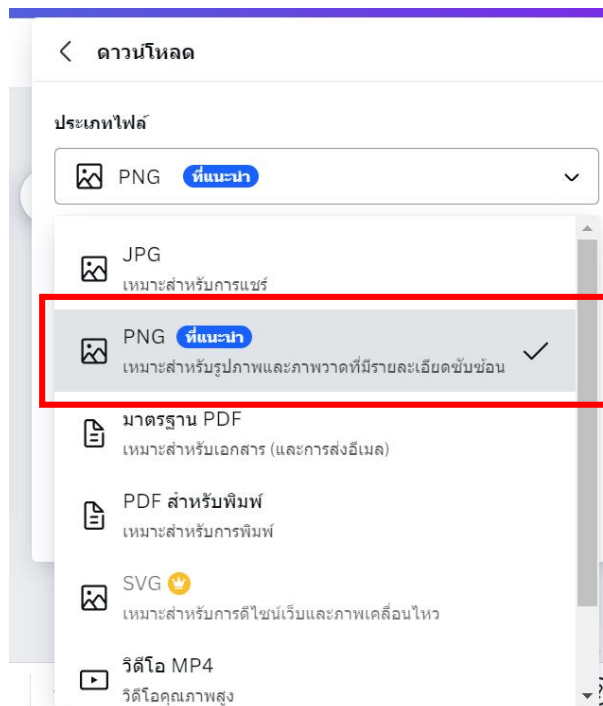 ดาวน์โหลด
ประเภทไฟล์
PNG ที่แนะนำ
JPG
เหมาะสำหรับการแชร์
PNG ที่แนะนำ
เหมาะสำหรับรูปภาพและภาพวาดที่มีรายละเอียดซับซ้อน
มาตรฐาน PDF
เหมาะสำหรับเอกสาร (และการส่งอีเมล)
PDF สำหรับพิมพ์
เหมาะสำหรับการพิมพ์
SVG
เหมาะสำหรับการดีไซน์เว็บและภาพเคลื่อนไหว
วิดีโอ MP4
วิดีโอคุณภาพสูง